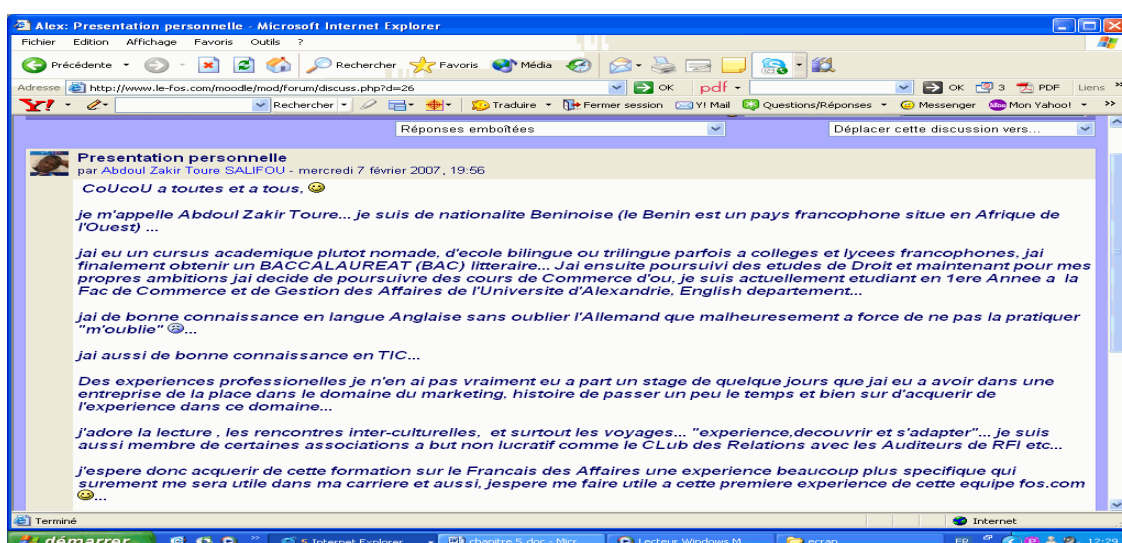 Alex: Presentation personnelle - Microsoft Internet Explorer
Fichier Edition Affichage Favoris Outils ?
Précédente Rechercher Favoris Média
Adresse http://www.le-fos.com/moodle/mod/forum/discuss.php?d=26 OK pdf OK 3 PDF Liens »
Y! Rechercher Traduire Fermer session Y! Mail Questions/Réponses Messenger Mon Yahoo! »
Réponses emboîtées Déplacer cette discussion vers...
Presentation personnelle
par Abdoul Zakir Toure SALIFOU - mercredi 7 février 2007, 19:56
CoUcoU a toutes et a tous,
je m'appelle Abdoul Zakir Toure... je suis de nationalite Beninoise (le Benin est un pays francophone situe en Afrique de
l'Ouest) ...
jai eu un cursus academique plutot nomade, d'ecole bilingue ou trilingue parfois a colleges et lycees francophones, jai
finalement obtenir un BACCALAUREAT (BAC) litteraire... Jai ensuite poursuivi des etudes de Droit et maintenant pour mes
propres ambitions jai decide de poursuivre des cours de Commerce d'ou, je suis actuellement etudiant en 1ere Annee a la
Fac de Commerce et de Gestion des Affaires de l'Universite d'Alexandrie, English departement...
jai de bonne connaissance en langue Anglaise sans oublier l'Allemand que malheuresement a force de ne pas la pratiquer
"m'oublie" ...
jai aussi de bonne connaissance en TIC...
Des experiences professionelles je n'en ai pas vraiment eu a part un stage de quelque jours que jai eu a avoir dans une
entreprise de la place dans le domaine du marketing, histoire de passer un peu le temps et bien sur d'acquerir de
l'experience dans ce domaine...
j'adore la lecture , les rencontres inter-culturelles, et surtout les voyages... "experience,decouvrir et s'adapter"... je suis
aussi membre de certaines associations a but non lucratif comme le CLub des Relations avec les Auditeurs de RFI etc...
j'espere donc acquerir de cette formation sur le Francais des Affaires une experience beaucoup plus specifique qui
surement me sera utile dans ma carriere et aussi, jespere me faire utile a cette premiere experience de cette equipe fos.com
...
Terminé Internet
démarrer » 5 Internet Explorer chapitre 5.doc - Micr... Lecteur Windows M... ecran FR 12:29